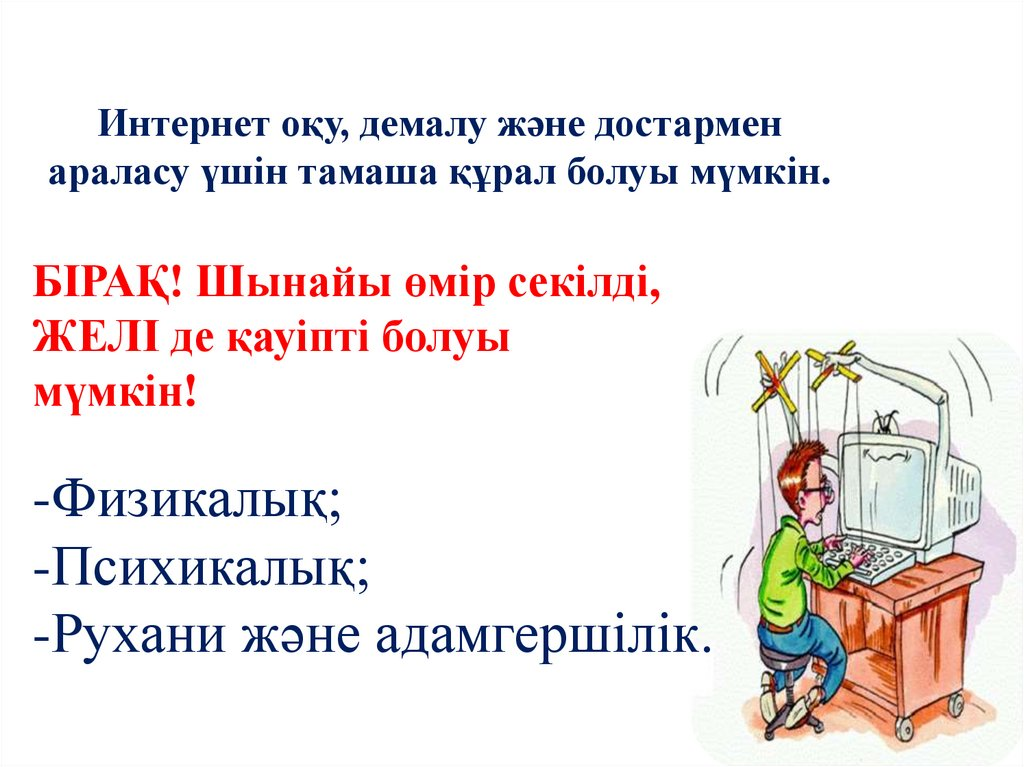 Интернет оқу, демалу және достармен
араласу үшін тамаша құрал болуы мүмкін.
БІРАҚ! Шынайы өмір секілді,
ЖЕЛІ де қауіпті болуы
мүмкін!
-Физикалық;
-Психикалық;
-Рухани және адамгершілік.